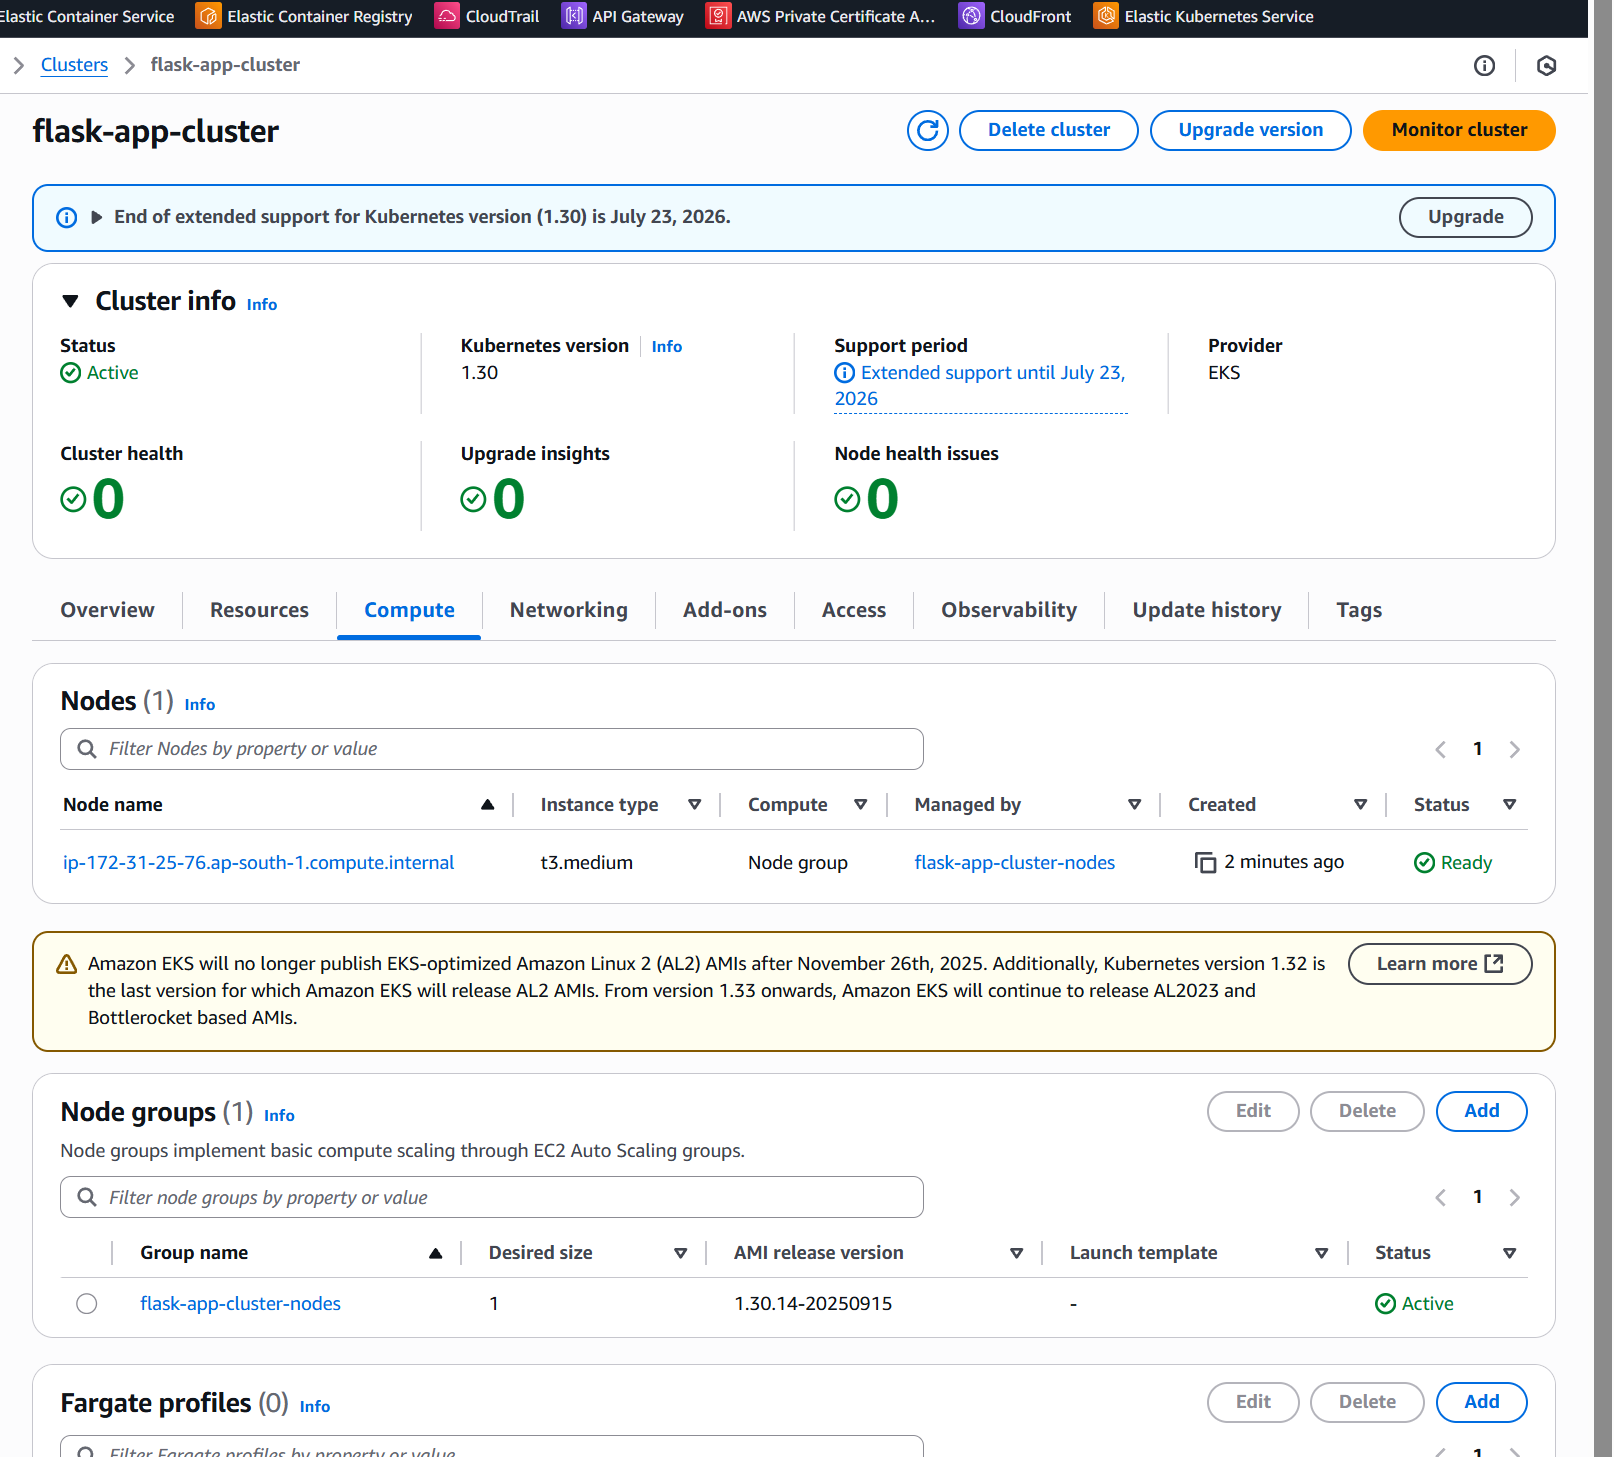 Elastic Container Service Elastic Container Registry CloudTrail API Gateway AWS Private Certificate A... CloudFront Elastic Kubernetes Service
Clusters flask-app-cluster
flask-app-cluster
Delete cluster Upgrade version Monitor cluster
End of extended support for Kubernetes version (1.30) is July 23, 2026. Upgrade
Cluster info Info
Status Kubernetes version Info Support period Provider
Active 1.30 Extended support until July 23, EKS
2026
Cluster health Upgrade insights Node health issues
0 0 0
Overview Resources Compute Networking Add-ons Access Observability Update history Tags
Nodes (1) Info
Filter Nodes by property or value 1
Node name Instance type Compute Managed by Created Status
ip-172-31-25-76.ap-south-1.compute.internal t3.medium Node group flask-app-cluster-nodes 2 minutes ago Ready
Amazon EKS will no longer publish EKS-optimized Amazon Linux 2 (AL2) AMIs after November 26th, 2025. Additionally, Kubernetes version 1.32 is Learn more
the last version for which Amazon EKS will release AL2 AMIs. From version 1.33 onwards, Amazon EKS will continue to release AL2023 and
Bottlerocket based AMIs.
Node groups (1) Info Edit Delete Add
Node groups implement basic compute scaling through EC2 Auto Scaling groups.
Filter node groups by property or value 1
Group name Desired size AMI release version Launch template Status
flask-app-cluster-nodes 1 1.30.14-20250915 - Active
Fargate profiles (0) Info Edit Delete Add
Filter Fargate profiles by property or value 1